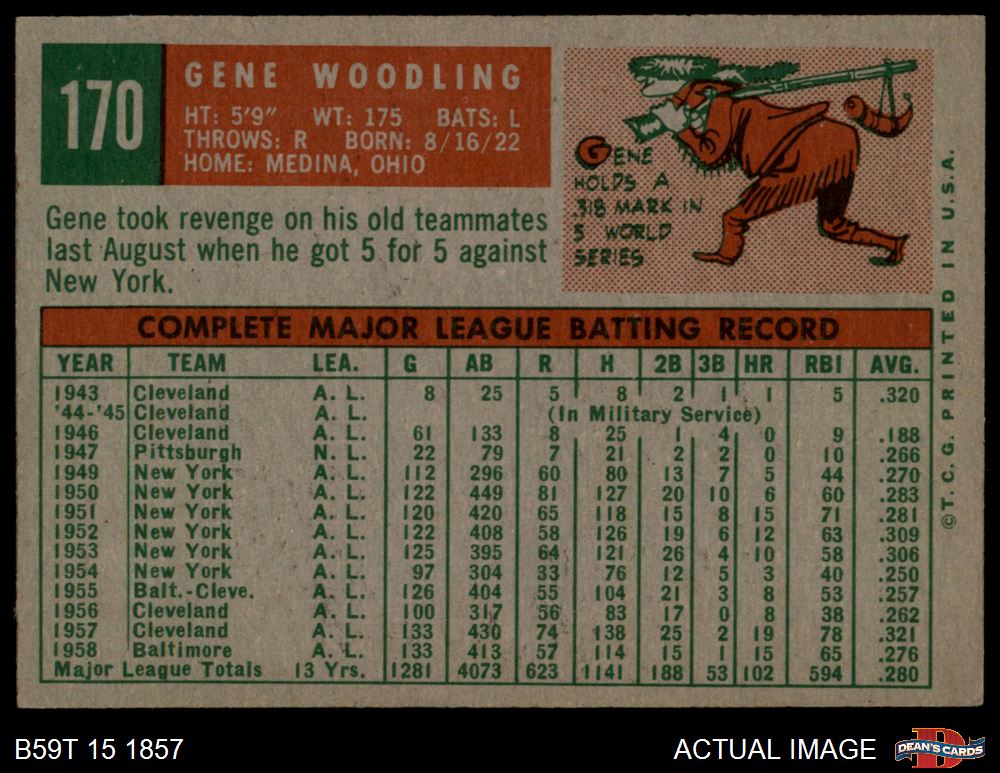 170
GENE WOODLING
HT: 5'9" WT: 175 BATS: L
THROWS: R BORN: 8/16/22
HOME: MEDINA, OHIO
Gene took revenge on his old teammates
last August when he got 5 for 5 against
New York.
GENE
HOLDS A
.318 MARK IN
5 WORLD
SERIES
COMPLETE MAJOR LEAGUE BATTING RECORD
YEAR TEAM LEA. G AB R H 2B 3B HR RBI AVG.
1943 Cleveland A. L. 8 25 5 8 2 1 1 5 .320
'44-'45 Cleveland A. L. (In Military Service)
1946 Cleveland A. L. 61 133 8 25 1 4 0 9 .188
1947 Pittsburgh N. L. 22 79 7 21 2 2 0 10 .266
1949 New York A. L. 112 296 60 80 13 7 5 44 .270
1950 New York A. L. 122 449 81 127 20 10 6 60 .283
1951 New York A. L. 120 420 65 118 15 8 15 71 .281
1952 New York A. L. 122 408 58 126 19 6 12 63 .309
1953 New York A. L. 125 395 64 121 26 4 10 58 .306
1954 New York A. L. 97 304 33 76 12 5 3 40 .250
1955 Balt.-Cleve. A. L. 126 404 55 104 21 3 8 53 .257
1956 Cleveland A. L. 100 317 56 83 17 0 8 38 .262
1957 Cleveland A. L. 133 430 74 138 25 2 19 78 .321
1958 Baltimore A. L. 133 413 57 114 15 1 15 65 .276
Major League Totals 13 Yrs. 1281 4073 623 1141 188 53 102 594 .280
©T. C. G. PRINTED IN U.S.A.
B59T 15 1857
ACTUAL IMAGE
D
DEAN'S CARDS